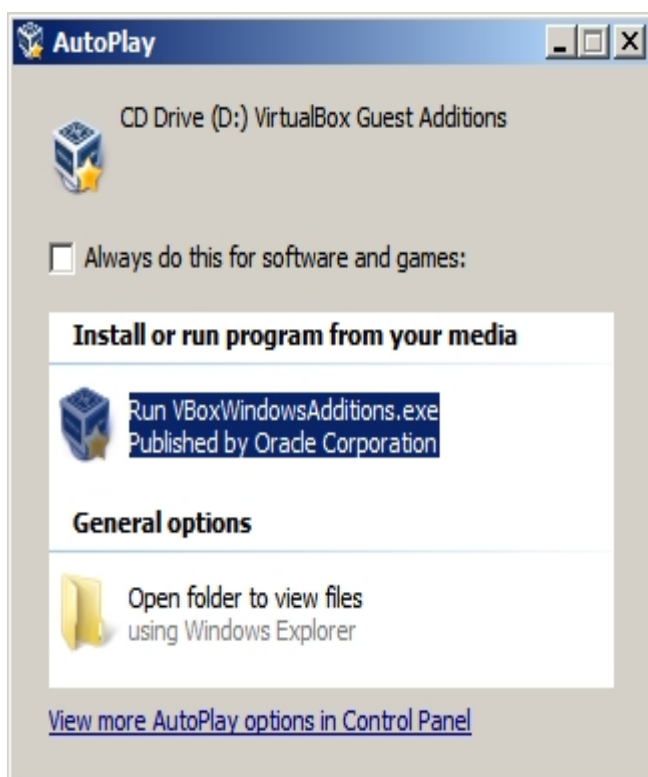 AutoPlay
CD Drive (D:) VirtualBox Guest Additions
Always do this for software and games:
Install or run program from your media
Run VBoxWindowsAdditions.exe
Published by Oracle Corporation
General options
Open folder to view files
using Windows Explorer
View more AutoPlay options in Control Panel